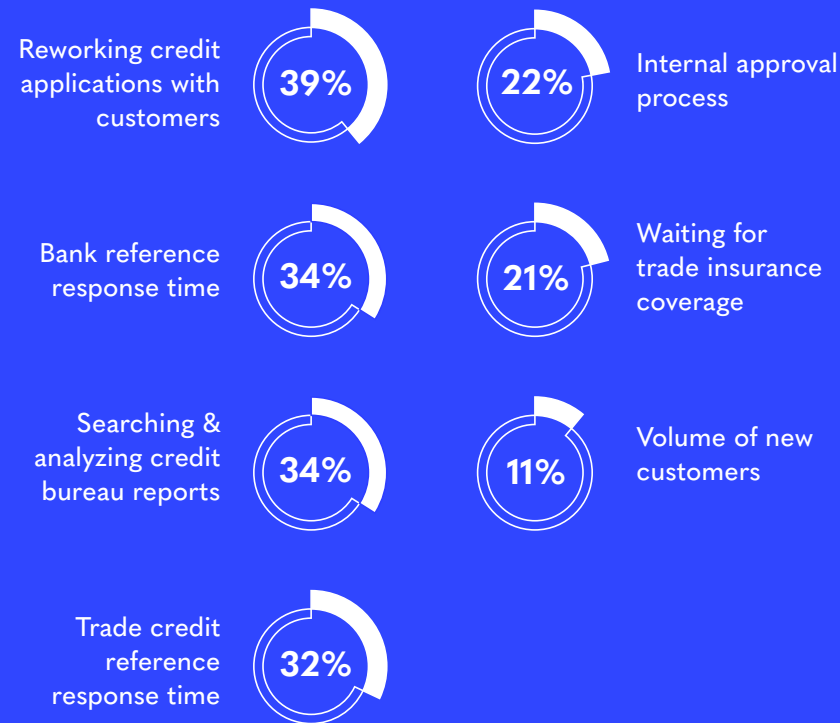 Reworking credit
applications with
customers
39%
Bank reference
response time
34%
Searching &
analyzing credit
bureau reports
34%
Trade credit
reference
response time
32%
22%
Internal approval
process
21%
Waiting for
trade insurance
coverage
11%
Volume of new
customers